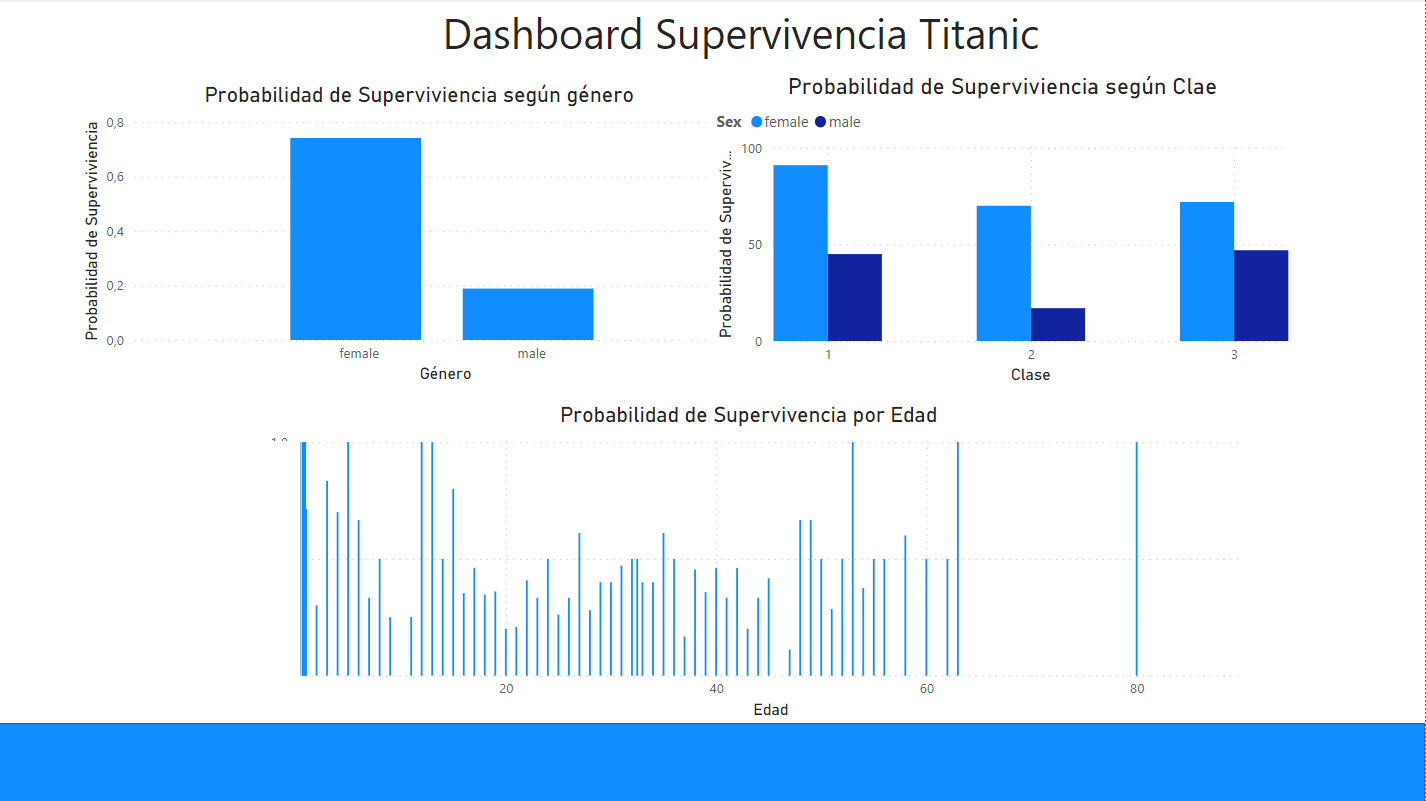 Dashboard Supervivencia Titanic
Probabilidad de Superviviencia según género
Probabilidad de Superviviencia
0,8
0,6
0,4
0,2
0,0
female male
Género
Probabilidad de Superviviencia según Clae
Sex female male
Probabilidad de Superviv...
100
50
0
1 2 3
Clase
Probabilidad de Supervivencia por Edad
20 40 60 80
Edad